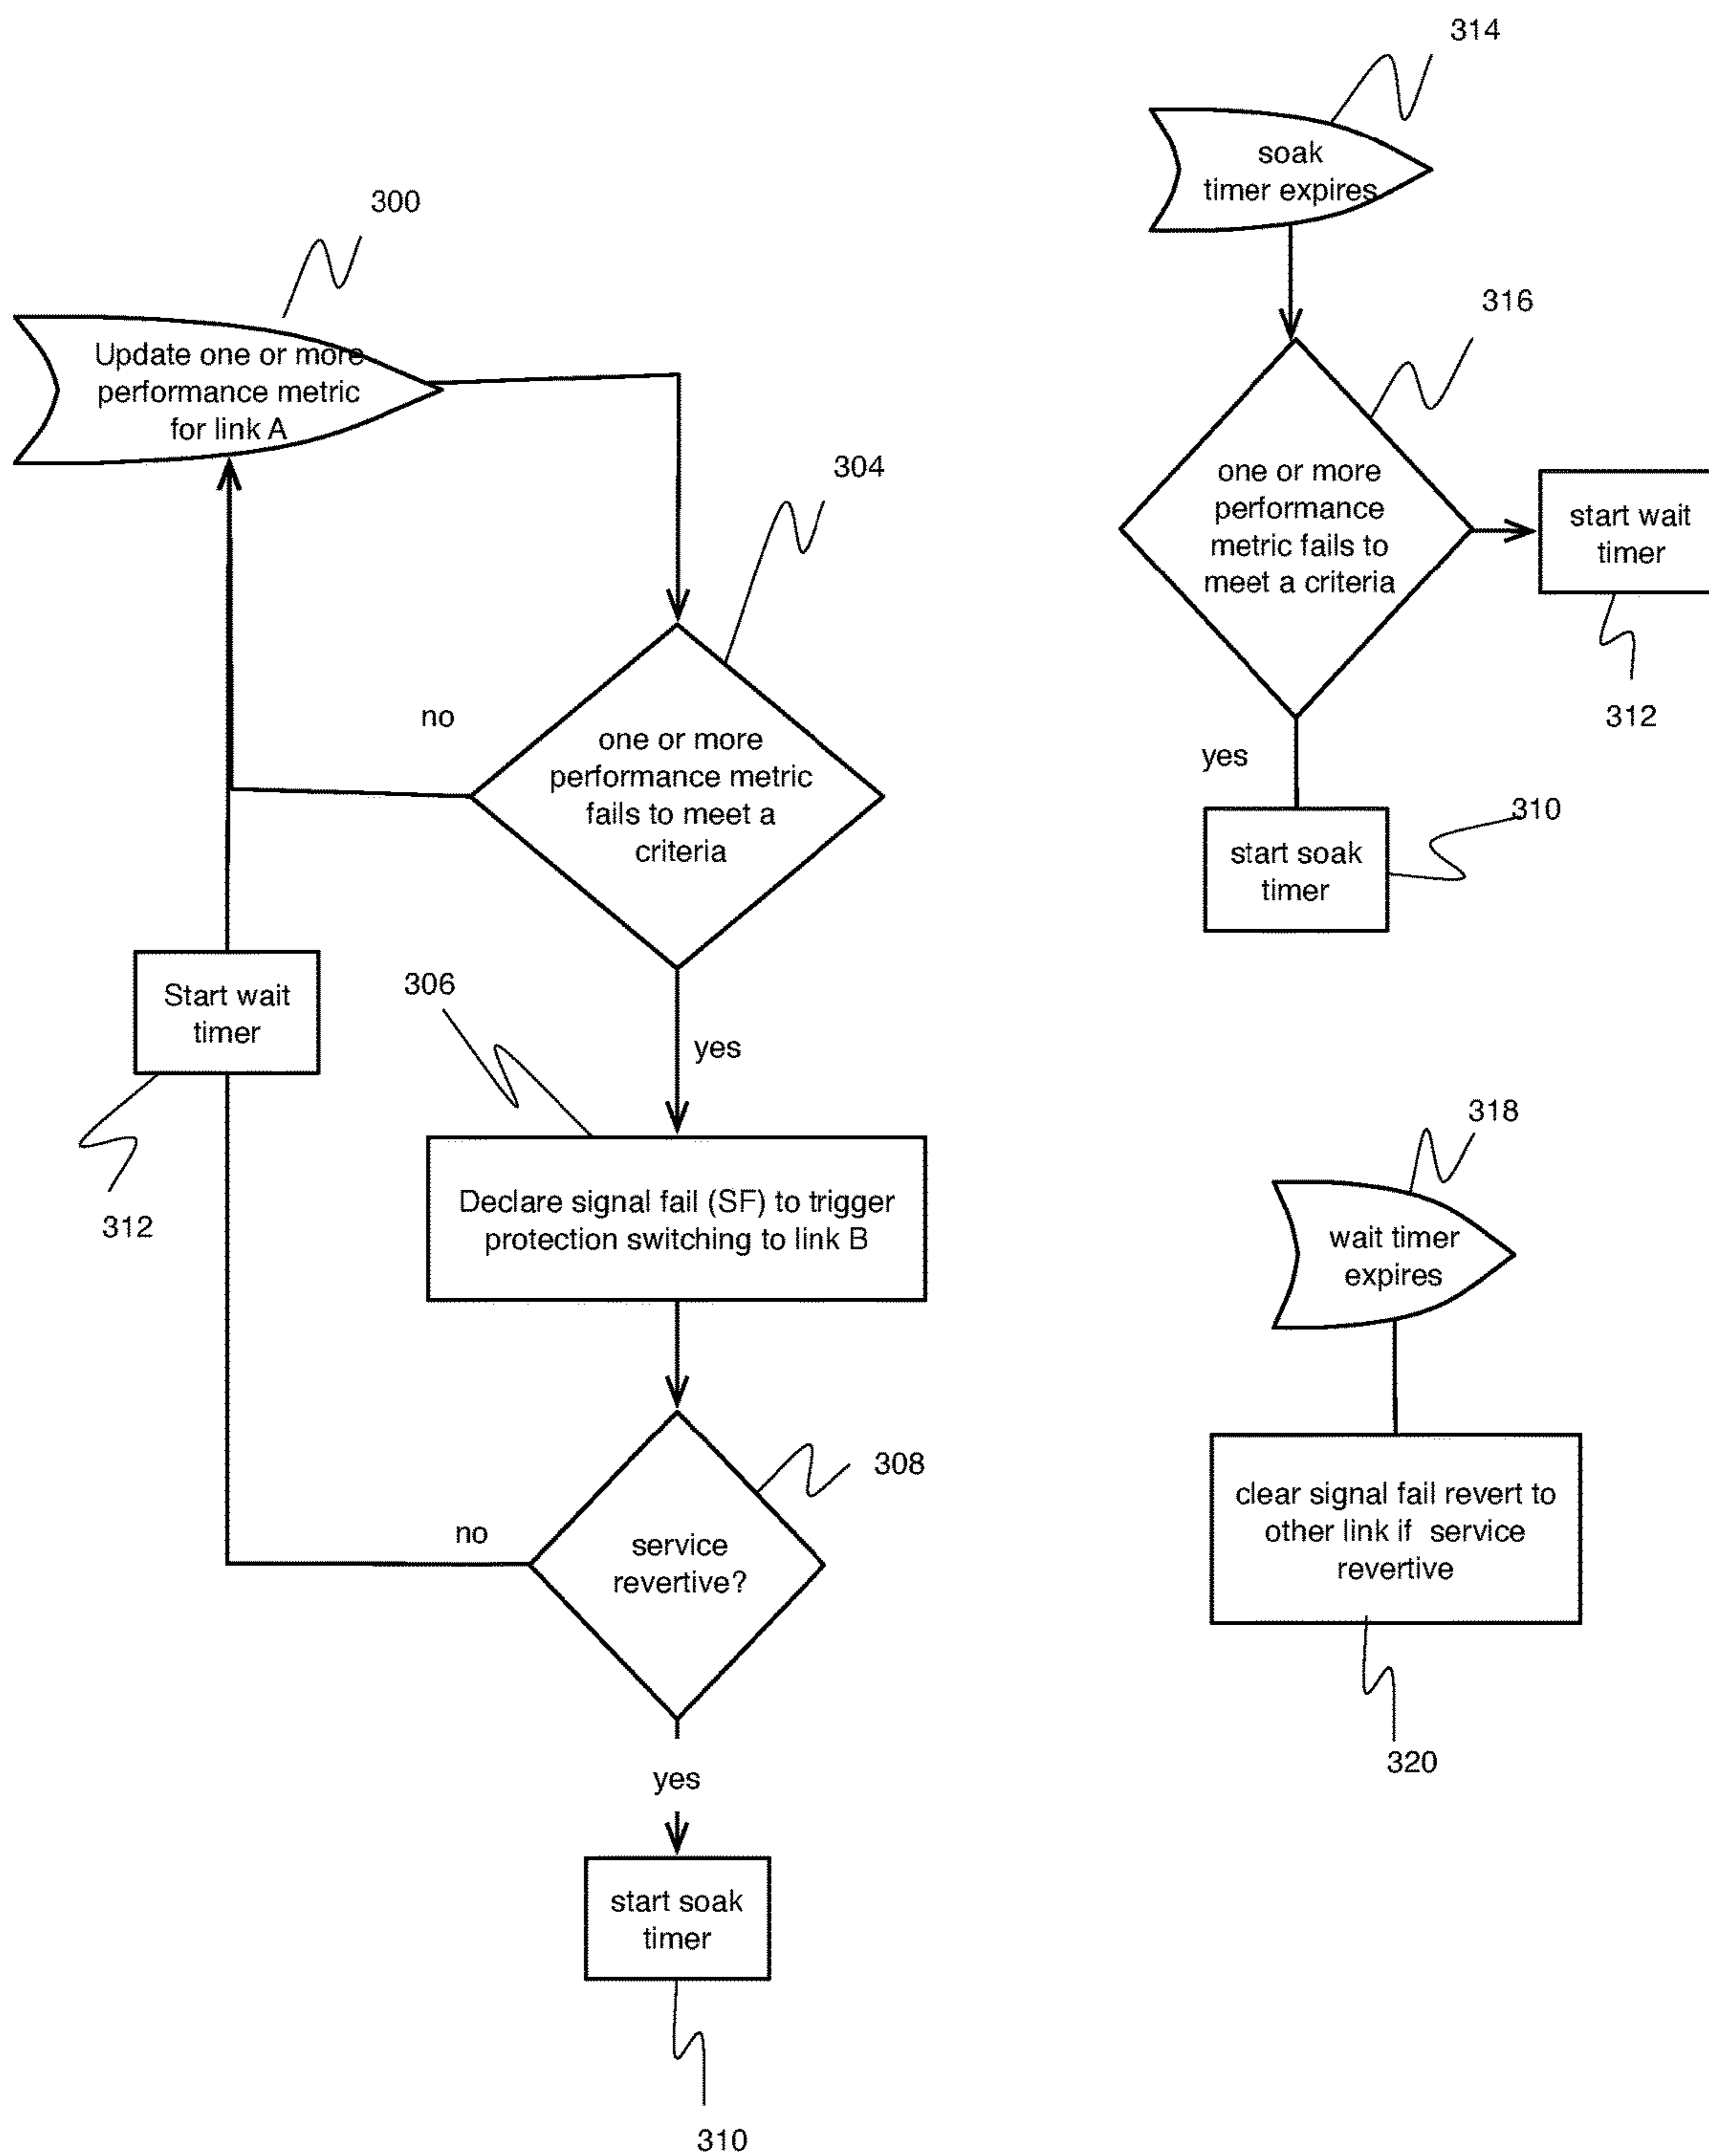 300
Update one or more
performance metric
for link A
304
no
one or more
performance metric
fails to meet a
criteria
Start wait
timer
312
306
yes
Declare signal fail (SF) to trigger
protection switching to link B
308
no
service
revertive?
yes
start soak
timer
310
314
soak
timer expires
316
one or more
performance
metric fails to
meet a criteria
start wait
timer
312
yes
310
start soak
timer
318
wait timer
expires
clear signal fail revert to
other link if service
revertive
320